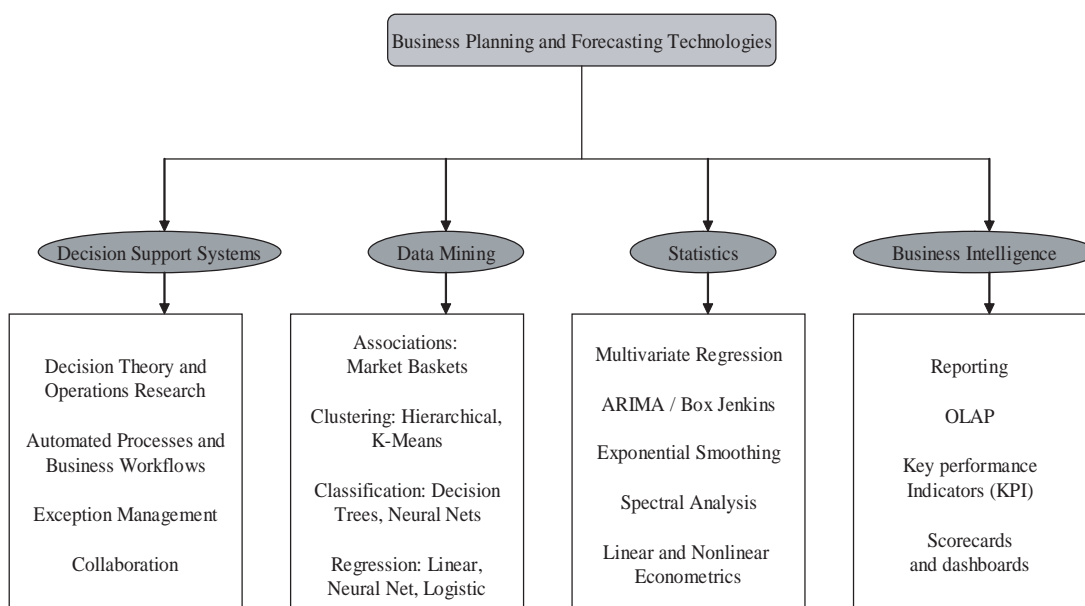 Business Planning and Forecasting Technologies
Decision Support Systems
Data Mining
Statistics
Business Intelligence
Decision Theory and
Operations Research
Automated Processes and
Business Workflows
Exception Management
Collaboration
Associations:
Market Baskets
Clustering: Hierarchical,
K-Means
Classification: Decision
Trees, Neural Nets
Regression: Linear,
Neural Net, Logistic
Multivariate Regression
ARIMA / Box Jenkins
Exponential Smoothing
Spectral Analysis
Linear and Nonlinear
Econometrics
Reporting
OLAP
Key performance
Indicators (KPI)
Scorecards
and dashboards